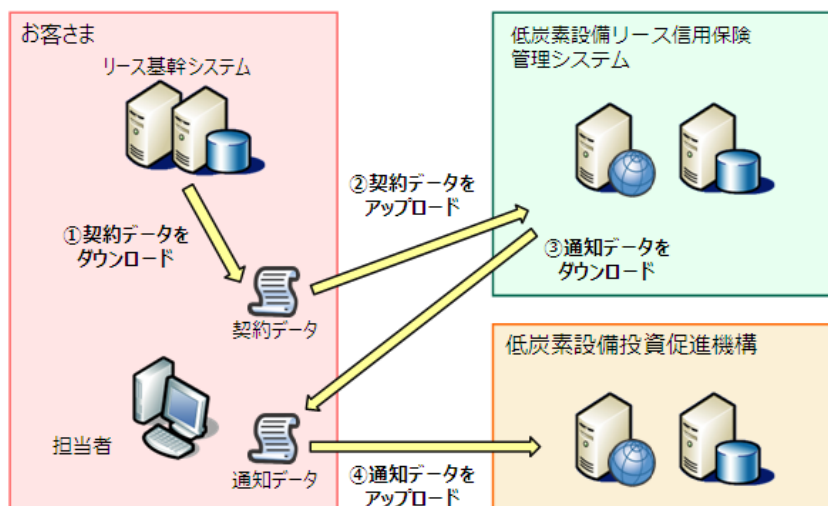 お客さま
リース基幹システム
①契約データを
ダウンロード
契約データ
担当者
通知データ
②契約データを
アップロード
低炭素設備リース信用保険
管理システム
③通知データを
ダウンロード
低炭素設備投資促進機構
④通知データを
アップロード